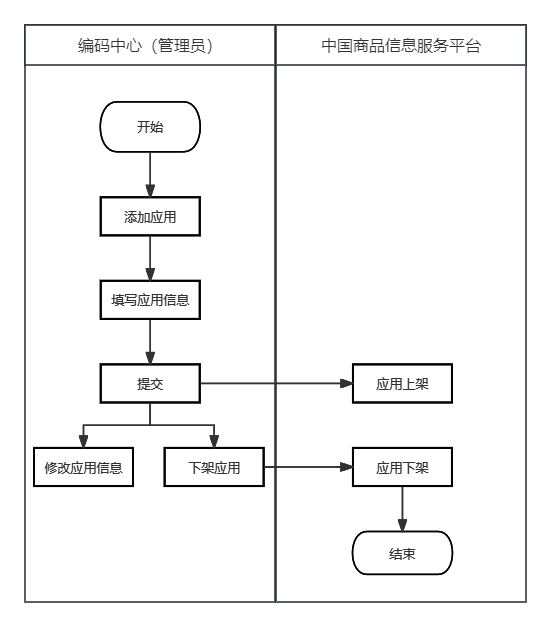 编码中心（管理员）
中国商品信息服务平台
开始
添加应用
填写应用信息
提交
应用上架
修改应用信息
下架应用
应用下架
结束